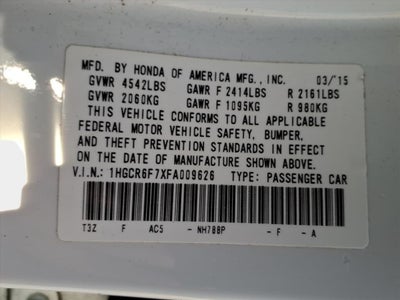 MFD. BY HONDA OF AMERICA MFG., INC. 03/15
GVWR 4542LBS GAWR F 2414LBS R 2161LBS
GVWR 2060KG GAWR F 1095KG R 980KG
THIS VEHICLE CONFORMS TO ALL APPLICABLE
FEDERAL MOTOR VEHICLE SAFETY, BUMPER,
AND THEFT PREVENTION STANDARDS IN EFFECT
ON THE DATE OF MANUFACTURE SHOWN ABOVE.
V.I.N.: 1HGCR6F7XFA009626 TYPE: PASSENGER CAR
T3Z F AC5 - NH788P - F - A